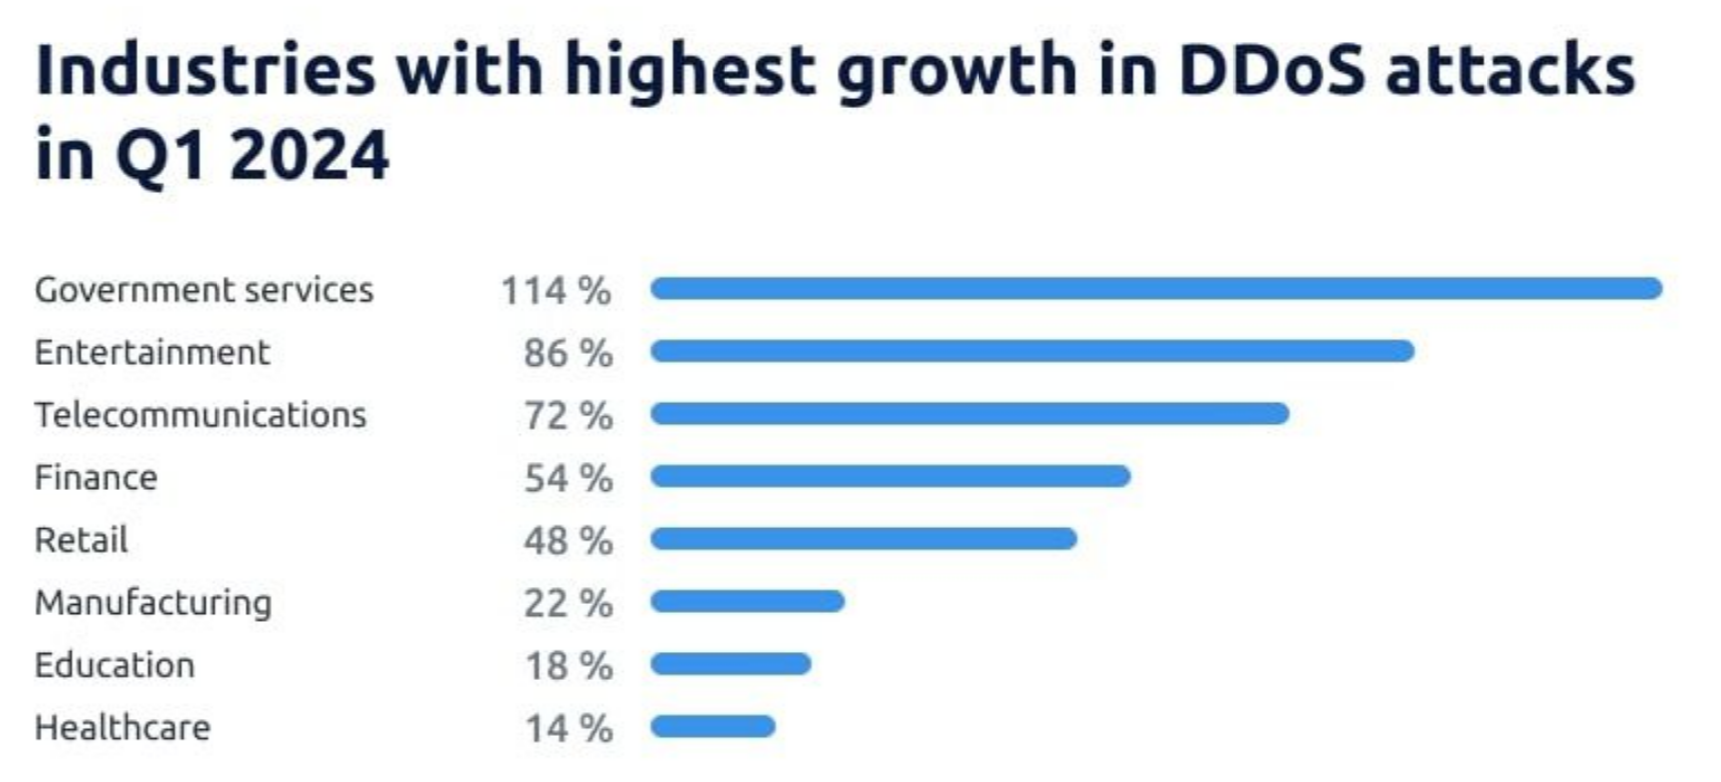 Industries with highest growth in DDoS attacks
in Q1 2024
Government services 114 %
Entertainment 86 %
Telecommunications 72 %
Finance 54 %
Retail 48 %
Manufacturing 22 %
Education 18 %
Healthcare 14 %